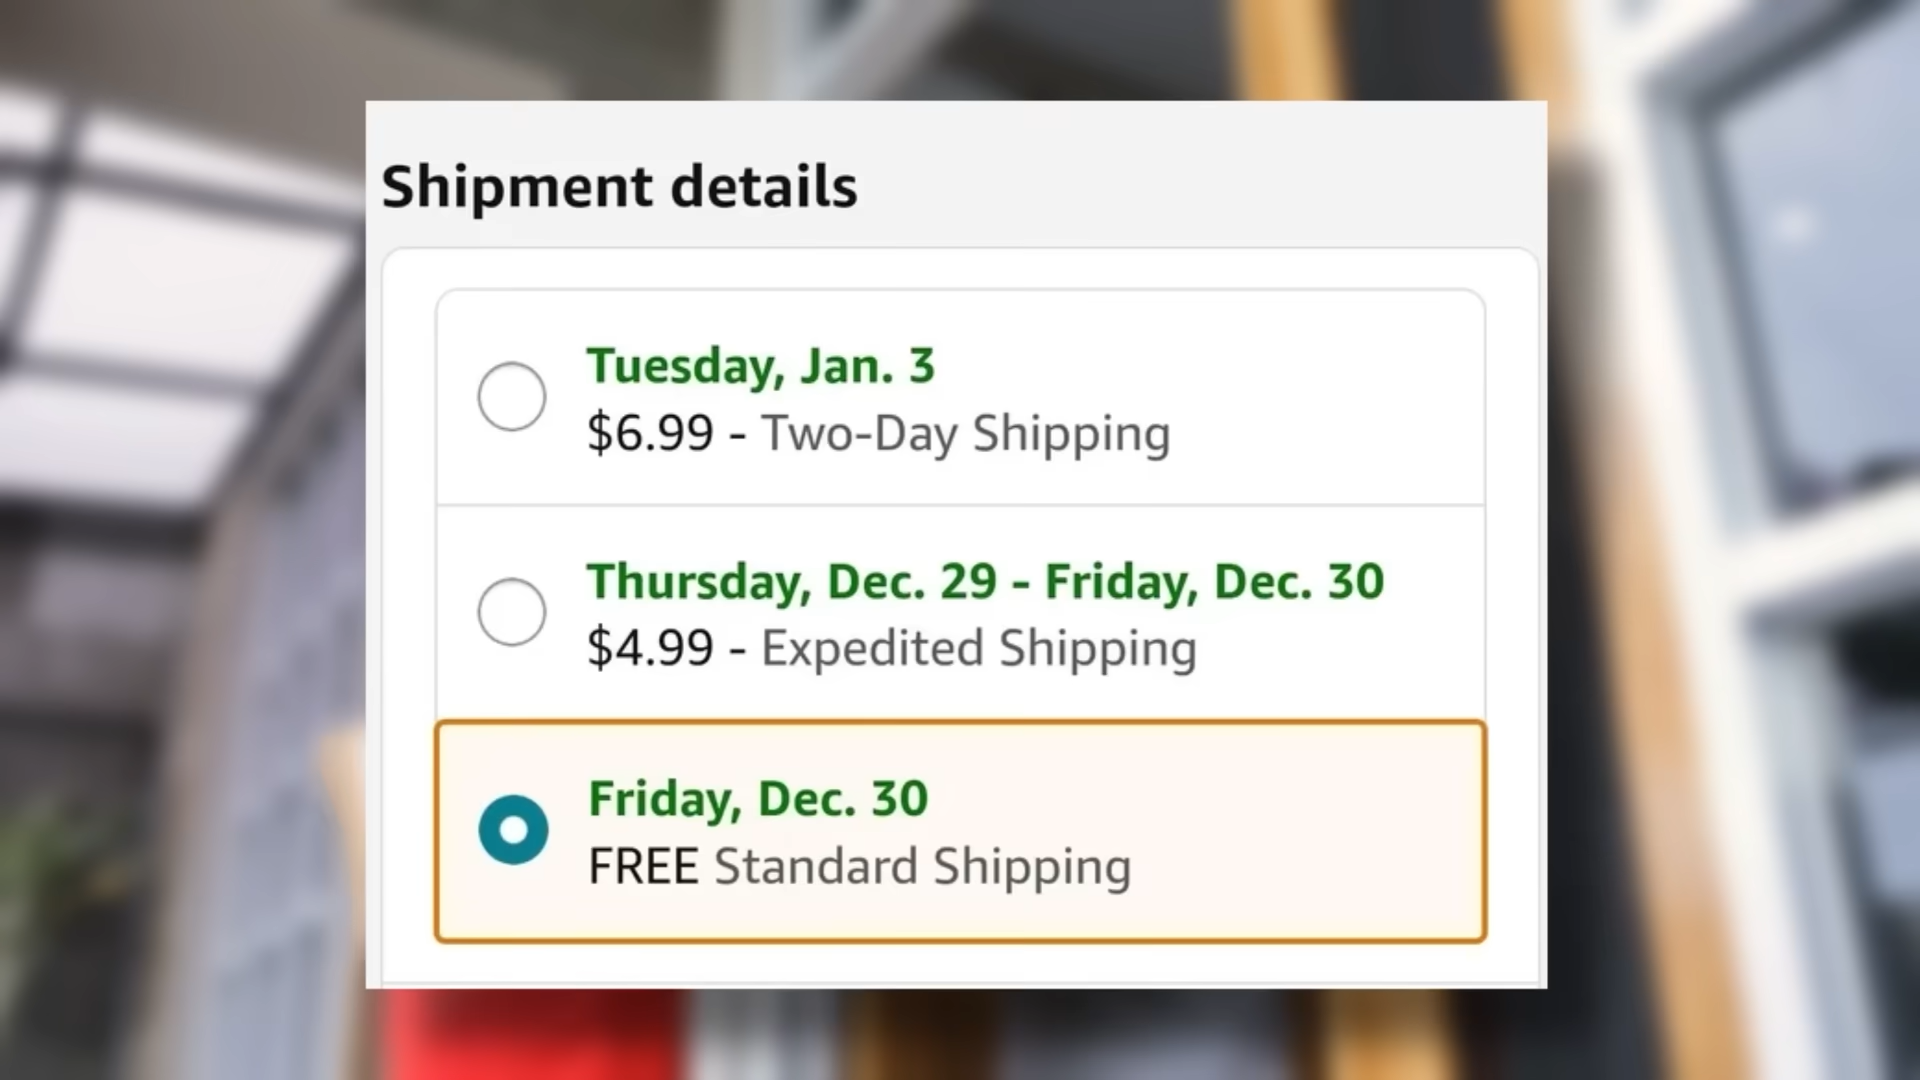 Shipment details
Tuesday, Jan. 3
$6.99 - Two-Day Shipping
Thursday, Dec. 29 - Friday, Dec. 30
$4.99 - Expedited Shipping
Friday, Dec. 30
FREE Standard Shipping